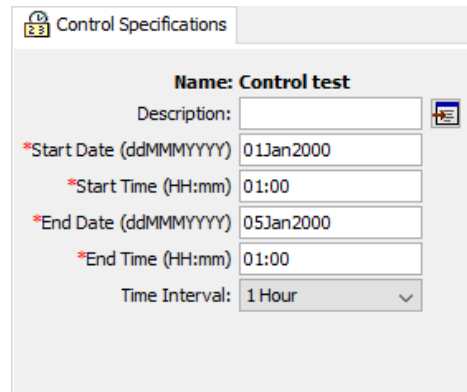 Control Specifications
Name: Control test
Description:
*Start Date (ddMMMYYYY) 01Jan2000
*Start Time (HH:mm) 01:00
*End Date (ddMMMYYYY) 05Jan2000
*End Time (HH:mm) 01:00
Time Interval: 1 Hour